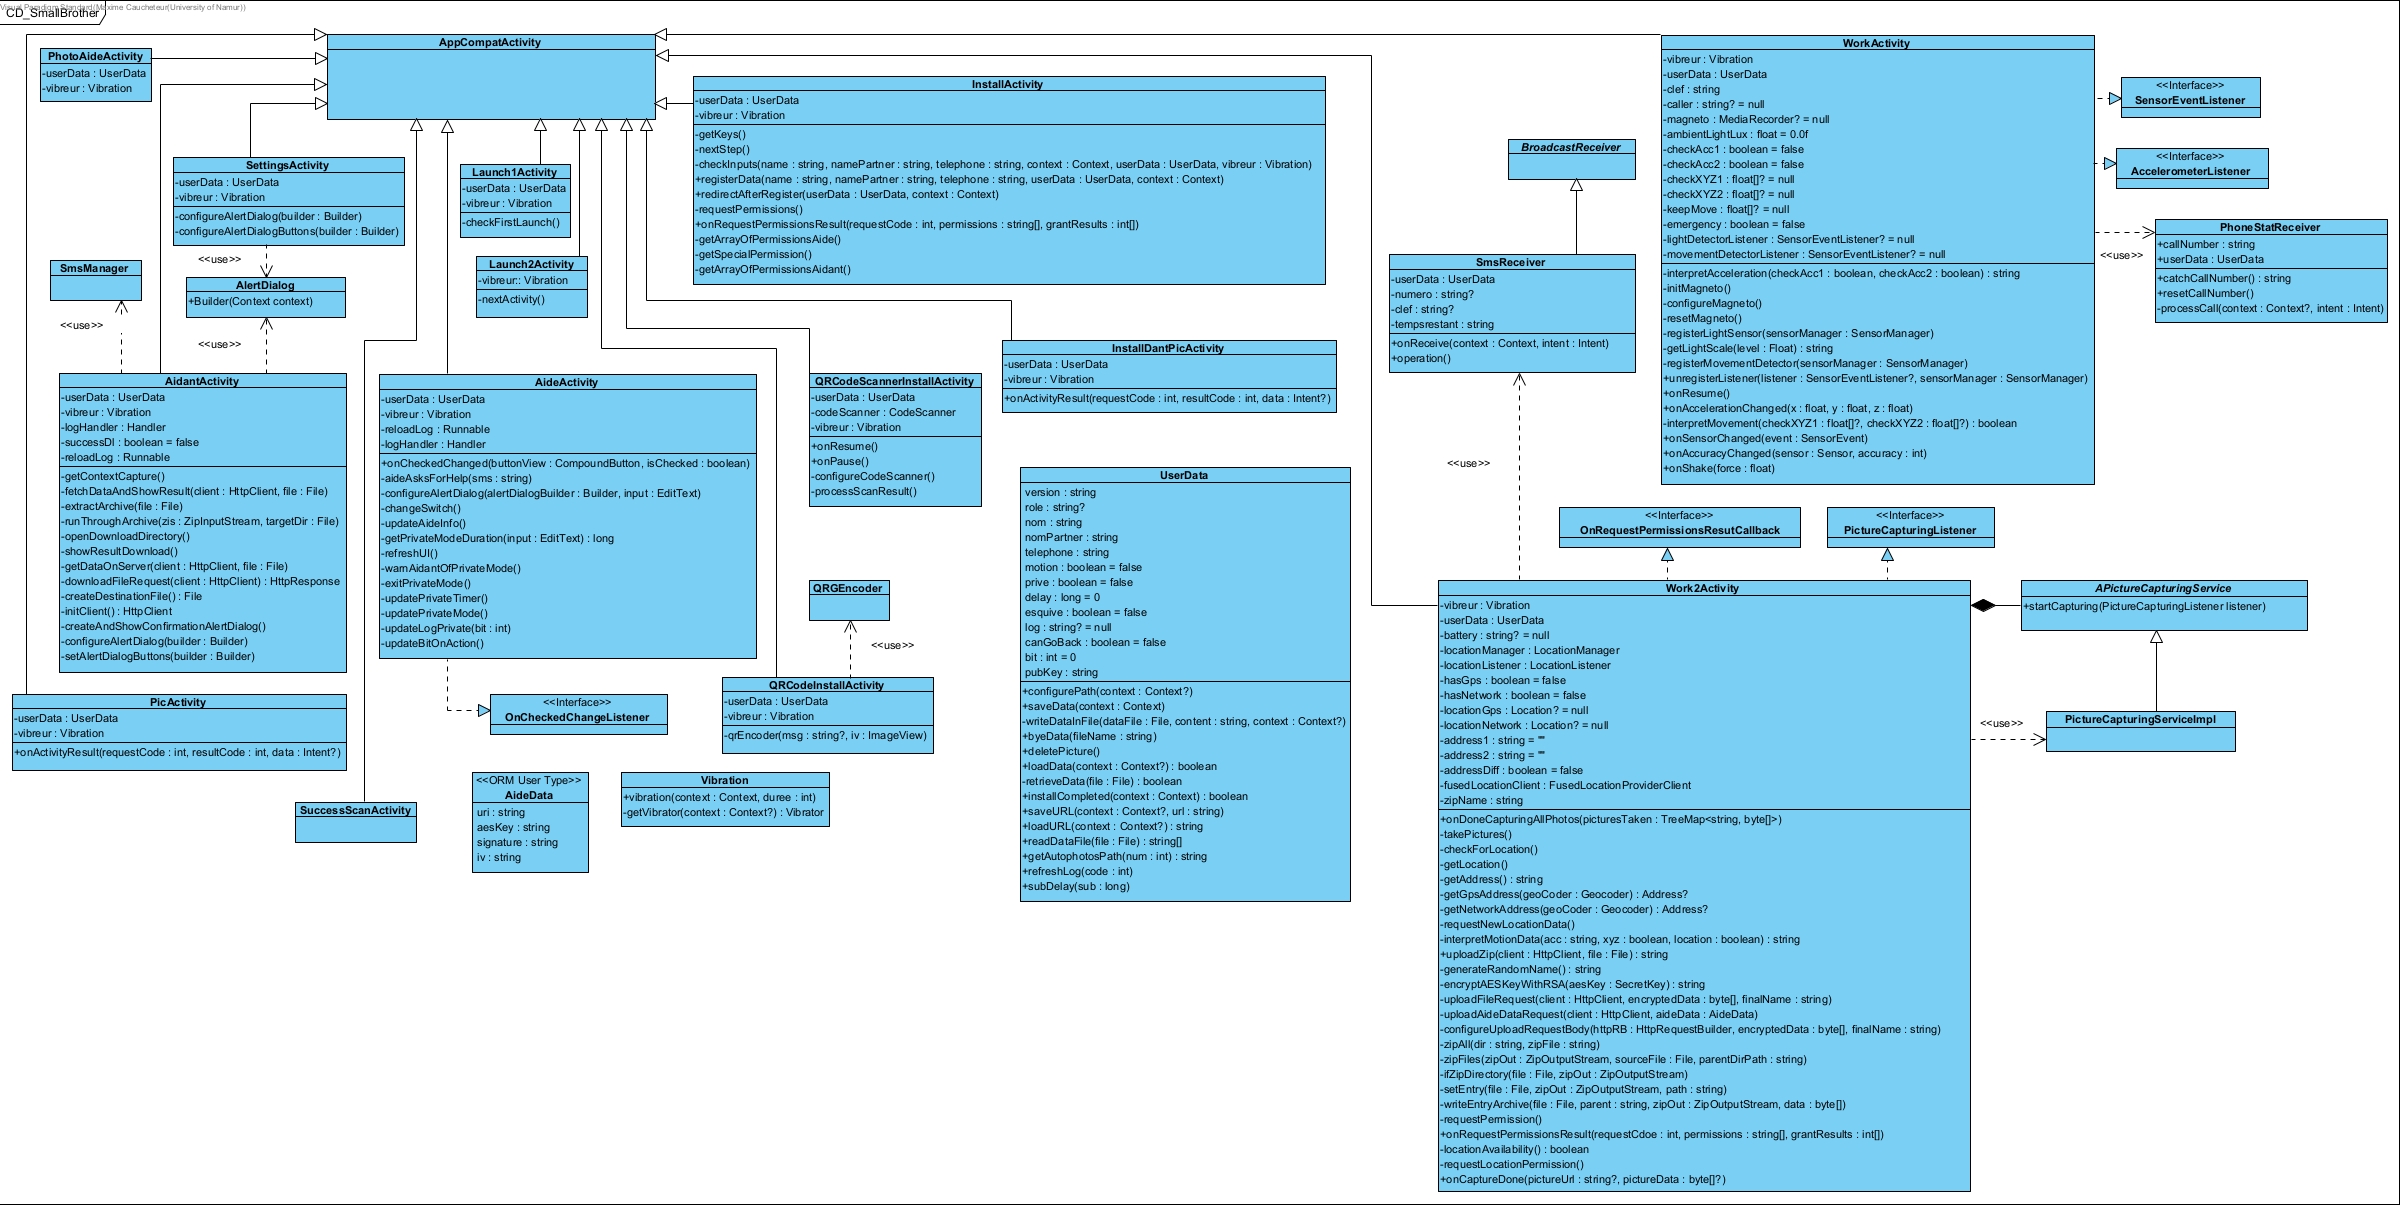 Visual Paradigm Standard(Maxime Caucheteur(University of Namur))
CD_SmallBrother
AppCompatActivity
PhotoAideActivity
-userData : UserData
-vibreur : Vibration
SettingsActivity
-userData : UserData
-vibreur : Vibration
-configureAlertDialog(builder : Builder)
-configureAlertDialogButtons(builder : Builder)
<<use>>
SmsManager
<<use>>
AlertDialog
+Builder(Context context)
<<use>>
Launch1Activity
-userData : UserData
-vibreur : Vibration
-checkFirstLaunch()
Launch2Activity
-vibreur:: Vibration
-nextActivity()
InstallActivity
-userData : UserData
-vibreur : Vibration
-getKeys()
-nextStep()
-checkInputs(name : string, namePartner : string, telephone : string, context : Context, userData : UserData, vibreur : Vibration)
+registerData(name : string, namePartner : string, telephone : string, userData : UserData, context : Context)
+redirectAfterRegister(userData : UserData, context : Context)
-requestPermissions()
+onRequestPermissionsResult(requestCode : int, permissions : string[], grantResults : int[])
-getArrayOfPermissionsAide()
-getSpecialPermission()
-getArrayOfPermissionsAidant()
AidantActivity
-userData : UserData
-vibreur : Vibration
-logHandler : Handler
-successDl : boolean = false
-reloadLog : Runnable
-getContextCapture()
-fetchDataAndShowResult(client : HttpClient, file : File)
-extractArchive(file : File)
-runThroughArchive(zis : ZipInputStream, targetDir : File)
-openDownloadDirectory()
-showResultDownload()
-getDataOnServer(client : HttpClient, file : File)
-downloadFileRequest(client : HttpClient) : HttpResponse
-createDestinationFile() : File
-initClient() : HttpClient
-createAndShowConfirmationAlertDialog()
-configureAlertDialog(builder : Builder)
-setAlertDialogButtons(builder : Builder)
AideActivity
-userData : UserData
-vibreur : Vibration
-reloadLog : Runnable
-logHandler : Handler
+onCheckedChanged(buttonView : CompoundButton, isChecked : boolean)
-aideAsksForHelp(sms : string)
-configureAlertDialog(alertDialogBuilder : Builder, input : EditText)
-changeSwitch()
-updateAideInfo()
-getPrivateModeDuration(input : EditText) : long
-refreshUI()
-warnAidantOfPrivateMode()
-exitPrivateMode()
-updatePrivateTimer()
-updatePrivateMode()
-updateLogPrivate(bit : int)
-updateBitOnAction()
QRCodeScannerInstallActivity
-userData : UserData
-codeScanner : CodeScanner
-vibreur : Vibration
+onResume()
+onPause()
-configureCodeScanner()
-processScanResult()
InstallDantPicActivity
-userData : UserData
-vibreur : Vibration
+onActivityResult(requestCode : int, resultCode : int, data : Intent?)
QRGEncoder
<<use>>
QRCodeInstallActivity
-userData : UserData
-vibreur : Vibration
-qrEncoder(msg : string?, iv : ImageView)
PicActivity
-userData : UserData
-vibreur : Vibration
+onActivityResult(requestCode : int, resultCode : int, data : Intent?)
<<Interface>>
OnCheckedChangeListener
SuccessScanActivity
<<ORM User Type>>
AideData
uri : string
aesKey : string
signature : string
iv : string
Vibration
+vibration(context : Context, duree : int)
-getVibrator(context : Context?) : Vibrator
UserData
version : string
role : string?
nom : string
nomPartner : string
telephone : string
motion : boolean = false
prive : boolean = false
delay : long = 0
esquive : boolean = false
log : string? = null
canGoBack : boolean = false
bit : int = 0
pubKey : string
+configurePath(context : Context?)
+saveData(context : Context)
-writeDataInFile(dataFile : File, content : string, context : Context?)
+byeData(fileName : string)
+deletePicture()
+loadData(context : Context?) : boolean
-retrieveData(file : File) : boolean
+installCompleted(context : Context) : boolean
+saveURL(context : Context?, url : string)
+loadURL(context : Context?) : string
+readDataFile(file : File) : string[]
+getAutophotosPath(num : int) : string
+refreshLog(code : int)
+subDelay(sub : long)
BroadcastReceiver
SmsReceiver
-userData : UserData
-numero : string?
-clef : string?
-tempsrestant : string
+onReceive(context : Context, intent : Intent)
+operation()
<<use>>
WorkActivity
-vibreur : Vibration
-userData : UserData
-clef : string
-caller : string? = null
-magneto : MediaRecorder? = null
-ambientLightLux : float = 0.0f
-checkAcc1 : boolean = false
-checkAcc2 : boolean = false
-checkXYZ1 : float[]? = null
-checkXYZ2 : float[]? = null
-keepMove : float[]? = null
-emergency : boolean = false
-lightDetectorListener : SensorEventListener? = null
-movementDetectorListener : SensorEventListener? = null
-interpretAcceleration(checkAcc1 : boolean, checkAcc2 : boolean) : string
-initMagneto()
-configureMagneto()
-resetMagneto()
-registerLightSensor(sensorManager : SensorManager)
-getLightScale(level : Float) : string
-registerMovementDetector(sensorManager : SensorManager)
+unregisterListener(listener : SensorEventListener?, sensorManager : SensorManager)
+onResume()
+onAccelerationChanged(x : float, y : float, z : float)
-interpretMovement(checkXYZ1 : float[]?, checkXYZ2 : float[]?) : boolean
+onSensorChanged(event : SensorEvent)
+onAccuracyChanged(sensor : Sensor, accuracy : int)
+onShake(force : float)
<<Interface>>
SensorEventListener
<<Interface>>
AccelerometerListener
<<use>>
PhoneStatReceiver
+callNumber : string
+userData : UserData
+catchCallNumber() : string
+resetCallNumber()
-processCall(context : Context?, intent : Intent)
<<Interface>>
OnRequestPermissionsResutCallback
<<Interface>>
PictureCapturingListener
Work2Activity
-vibreur : Vibration
-userData : UserData
-battery : string? = null
-locationManager : LocationManager
-locationListener : LocationListener
-hasGps : boolean = false
-hasNetwork : boolean = false
-locationGps : Location? = null
-locationNetwork : Location? = null
-address1 : string = ""
-address2 : string = ""
-addressDiff : boolean = false
-fusedLocationClient : FusedLocationProviderClient
-zipName : string
+onDoneCapturingAllPhotos(picturesTaken : TreeMap<string, byte[]>)
-takePictures()
-checkForLocation()
-getLocation()
-getAddress() : string
-getGpsAddress(geoCoder : Geocoder) : Address?
-getNetworkAddress(geoCoder : Geocoder) : Address?
-requestNewLocationData()
-interpretMotionData(acc : string, xyz : boolean, location : boolean) : string
+uploadZip(client : HttpClient, file : File) : string
-generateRandomName() : string
-encryptAESKeyWithRSA(aesKey : SecretKey) : string
-uploadFileRequest(client : HttpClient, encryptedData : byte[], finalName : string)
-uploadAideDataRequest(client : HttpClient, aideData : AideData)
-configureUploadRequestBody(httpRB : HttpRequestBuilder, encryptedData : byte[], finalName : string)
-zipAll(dir : string, zipFile : string)
-zipFiles(zipOut : ZipOutputStream, sourceFile : File, parentDirPath : string)
-ifZipDirectory(file : File, zipOut : ZipOutputStream)
-setEntry(file : File, zipOut : ZipOutputStream, path : string)
-writeEntryArchive(file : File, parent : string, zipOut : ZipOutputStream, data : byte[])
-requestPermission()
+onRequestPermissionsResult(requestCdoe : int, permissions : string[], grantResults : int[])
-locationAvailability() : boolean
-requestLocationPermission()
+onCaptureDone(pictureUrl : string?, pictureData : byte[]?)
APictureCapturingService
+startCapturing(PictureCapturingListener listener)
<<use>>
PictureCapturingServiceImpl